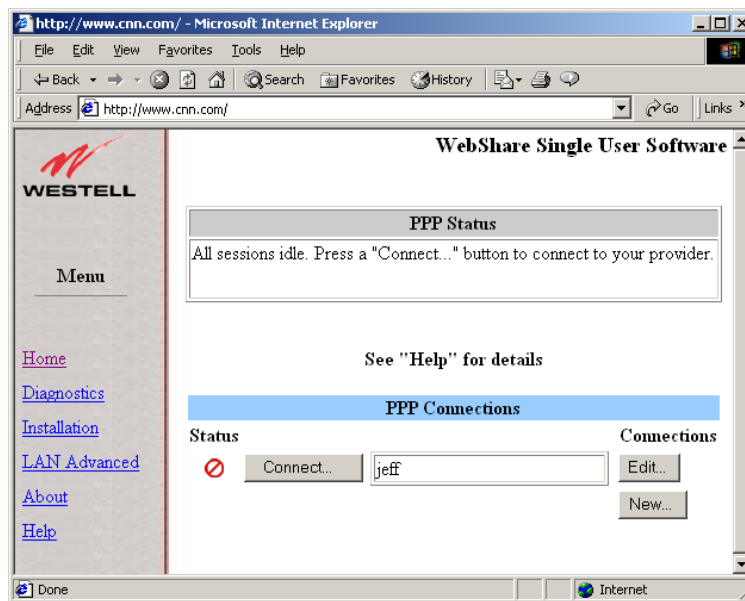 http://www.cnn.com/ - Microsoft Internet Explorer
File Edit View Favorites Tools Help
Back Search Favorites History
Address http://www.cnn.com/ Go Links »
WESTELL
Menu
Home
Diagnostics
Installation
LAN Advanced
About
Help
WebShare Single User Software
PPP Status
All sessions idle. Press a "Connect..." button to connect to your provider.
See "Help" for details
PPP Connections
Status Connections
Connect... jeff Edit...
New...
Done Internet